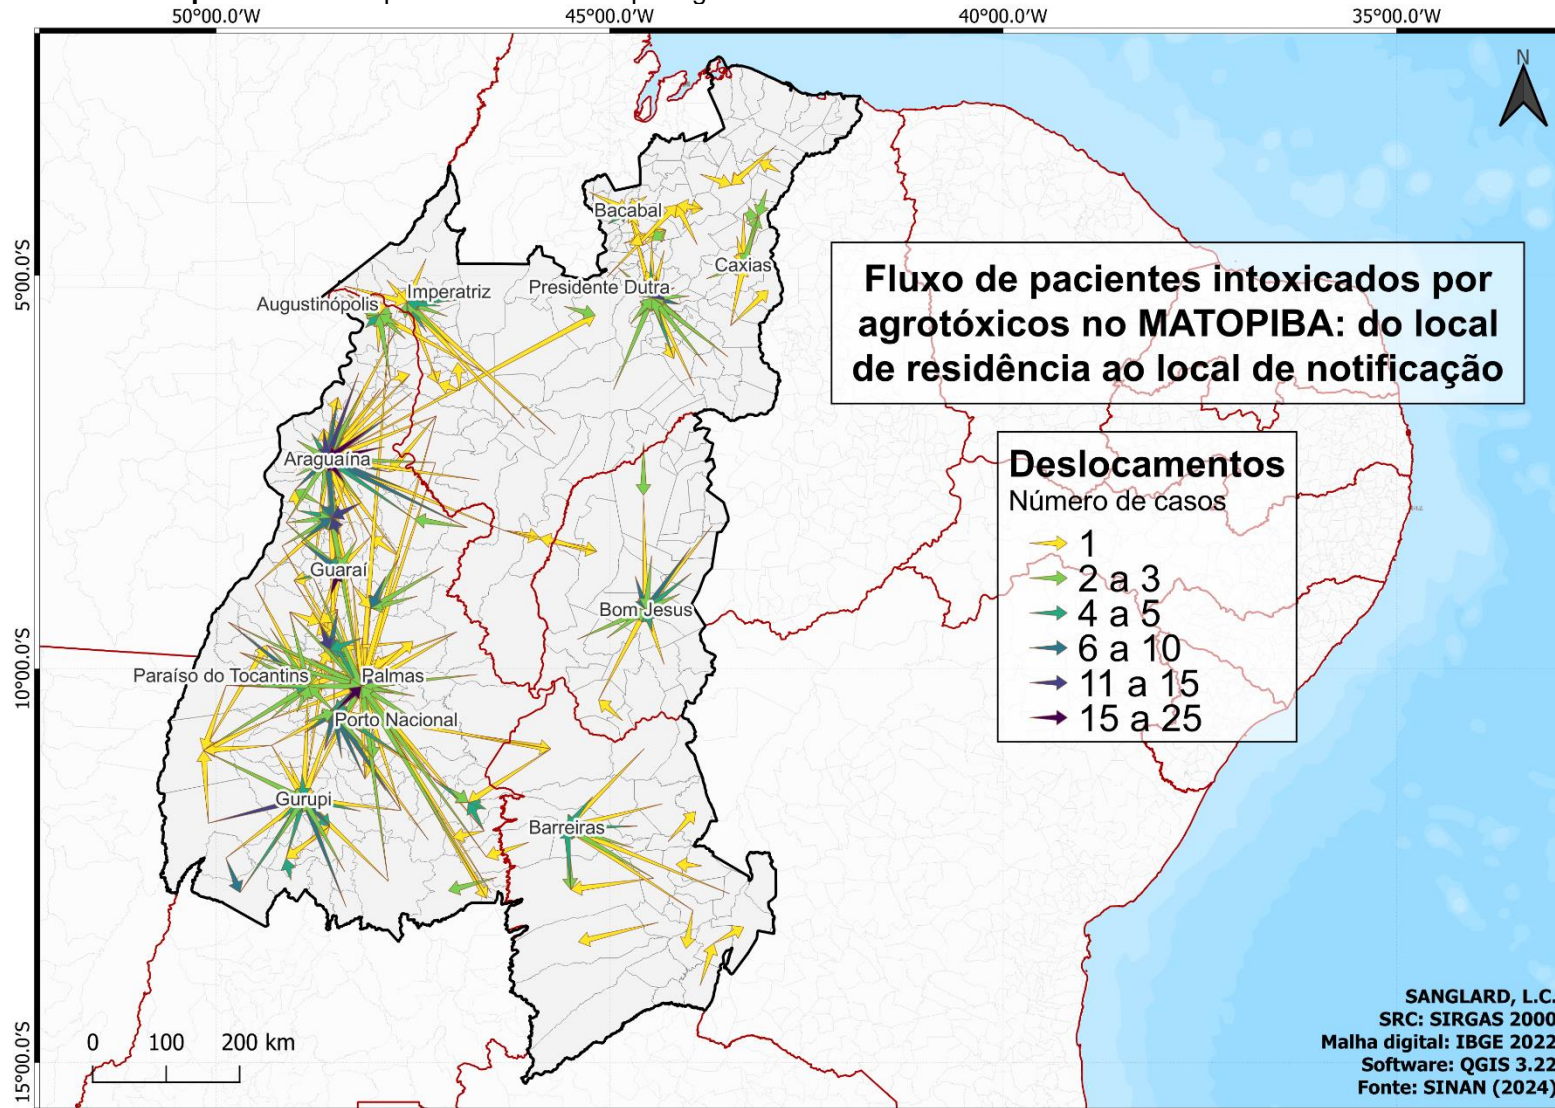 50°00.0'W
45°00.0'W
40°00.0'W
35°00.0'W
N
5°00.0'S
10°00.0'S
15°00.0'S
Bacabal
Caxias
Presidente Dutra
Imperatriz
Augustinópolis
Araguaína
Guaraí
Bom Jesus
Paraíso do Tocantins
Palmas
Porto Nacional
Gurupi
Barreiras
Fluxo de pacientes intoxicados por
agrotóxicos no MATOPIBA: do local
de residência ao local de notificação
Deslocamentos
Número de casos
1
2 a 3
4 a 5
6 a 10
11 a 15
15 a 25
0 100 200 km
SANGLARD, L.C.
SRC: SIRGAS 2000
Malha digital: IBGE 2022
Software: QGIS 3.22
Fonte: SINAN (2024)